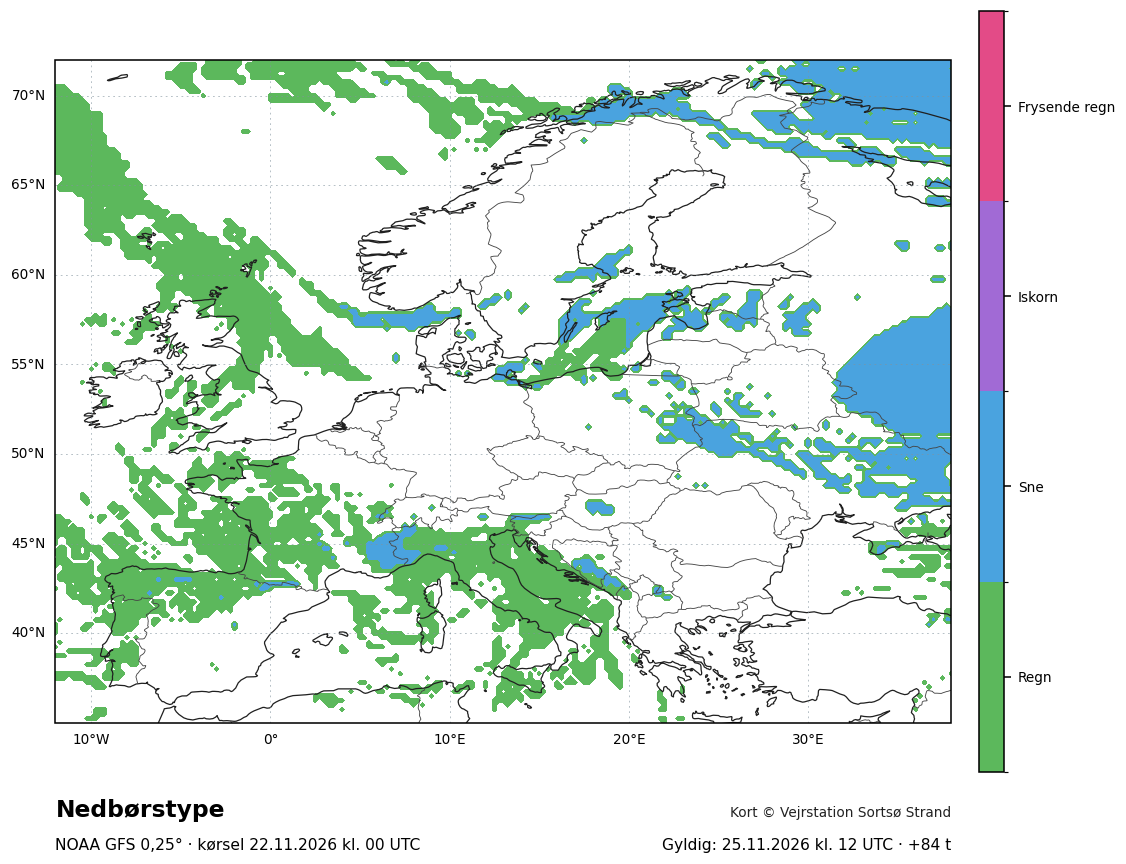 70°N
65°N
60°N
55°N
50°N
45°N
40°N
10°W
0°
10°E
20°E
30°E
Frysende regn
Iskorn
Sne
Regn
Nedbørstype
Kort © Vejrstation Sortsø Strand
NOAA GFS 0,25° · kørsel 22.11.2026 kl. 00 UTC
Gyldig: 25.11.2026 kl. 12 UTC · +84 t